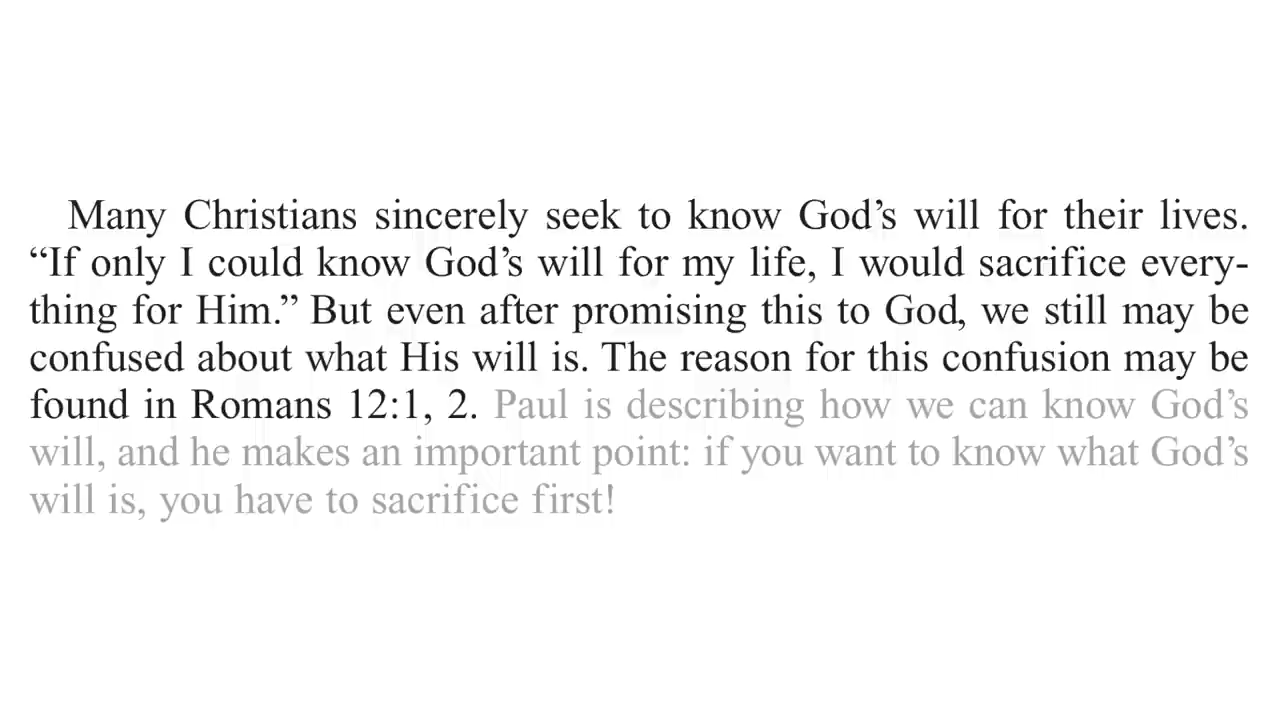 Many Christians sincerely seek to know God’s will for their lives.
“If only I could know God’s will for my life, I would sacrifice every-
thing for Him.” But even after promising this to God, we still may be
confused about what His will is. The reason for this confusion may be
found in Romans 12:1, 2. Paul is describing how we can know God’s
will, and he makes an important point: if you want to know what God’s
will is, you have to sacrifice first!